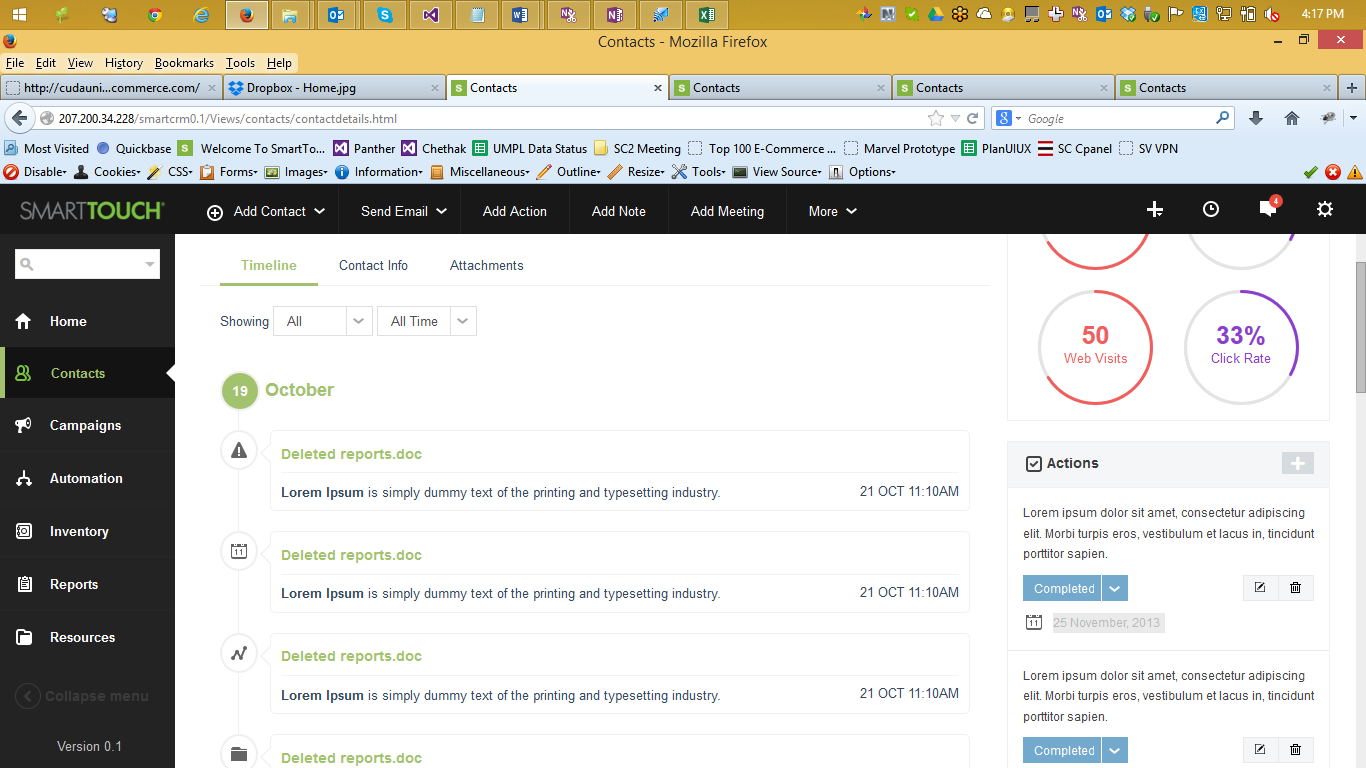 4:17 PM
Contacts - Mozilla Firefox
File Edit View History Bookmarks Tools Help
http://cudauni...commerce.com/ Dropbox - Home.jpg Contacts Contacts Contacts Contacts
207.200.34.228/smartcrm0.1/Views/contacts/contactdetails.html Google
Most Visited Quickbase Welcome To SmartTo... Panther Chethak UMPL Data Status SC2 Meeting Top 100 E-Commerce ... Marvel Prototype PlanUIUX SC Cpanel SV VPN
Disable Cookies CSS Forms Images Information Miscellaneous Outline Resize Tools View Source Options
SMARTTOUCH Add Contact Send Email Add Action Add Note Add Meeting More 4
Home
Contacts
Campaigns
Automation
Inventory
Reports
Resources
Collapse menu
Version 0.1
Timeline Contact Info Attachments
Showing All All Time
19 October
Deleted reports.doc
Lorem Ipsum is simply dummy text of the printing and typesetting industry. 21 OCT 11:10AM
11
Deleted reports.doc
Lorem Ipsum is simply dummy text of the printing and typesetting industry. 21 OCT 11:10AM
Deleted reports.doc
Lorem Ipsum is simply dummy text of the printing and typesetting industry. 21 OCT 11:10AM
Deleted reports.doc
50
Web Visits
33%
Click Rate
Actions
Lorem ipsum dolor sit amet, consectetur adipiscing
elit. Morbi turpis eros, vestibulum et lacus in, tincidunt
porttitor sapien.
Completed
11 25 November, 2013
Lorem ipsum dolor sit amet, consectetur adipiscing
elit. Morbi turpis eros, vestibulum et lacus in, tincidunt
porttitor sapien.
Completed